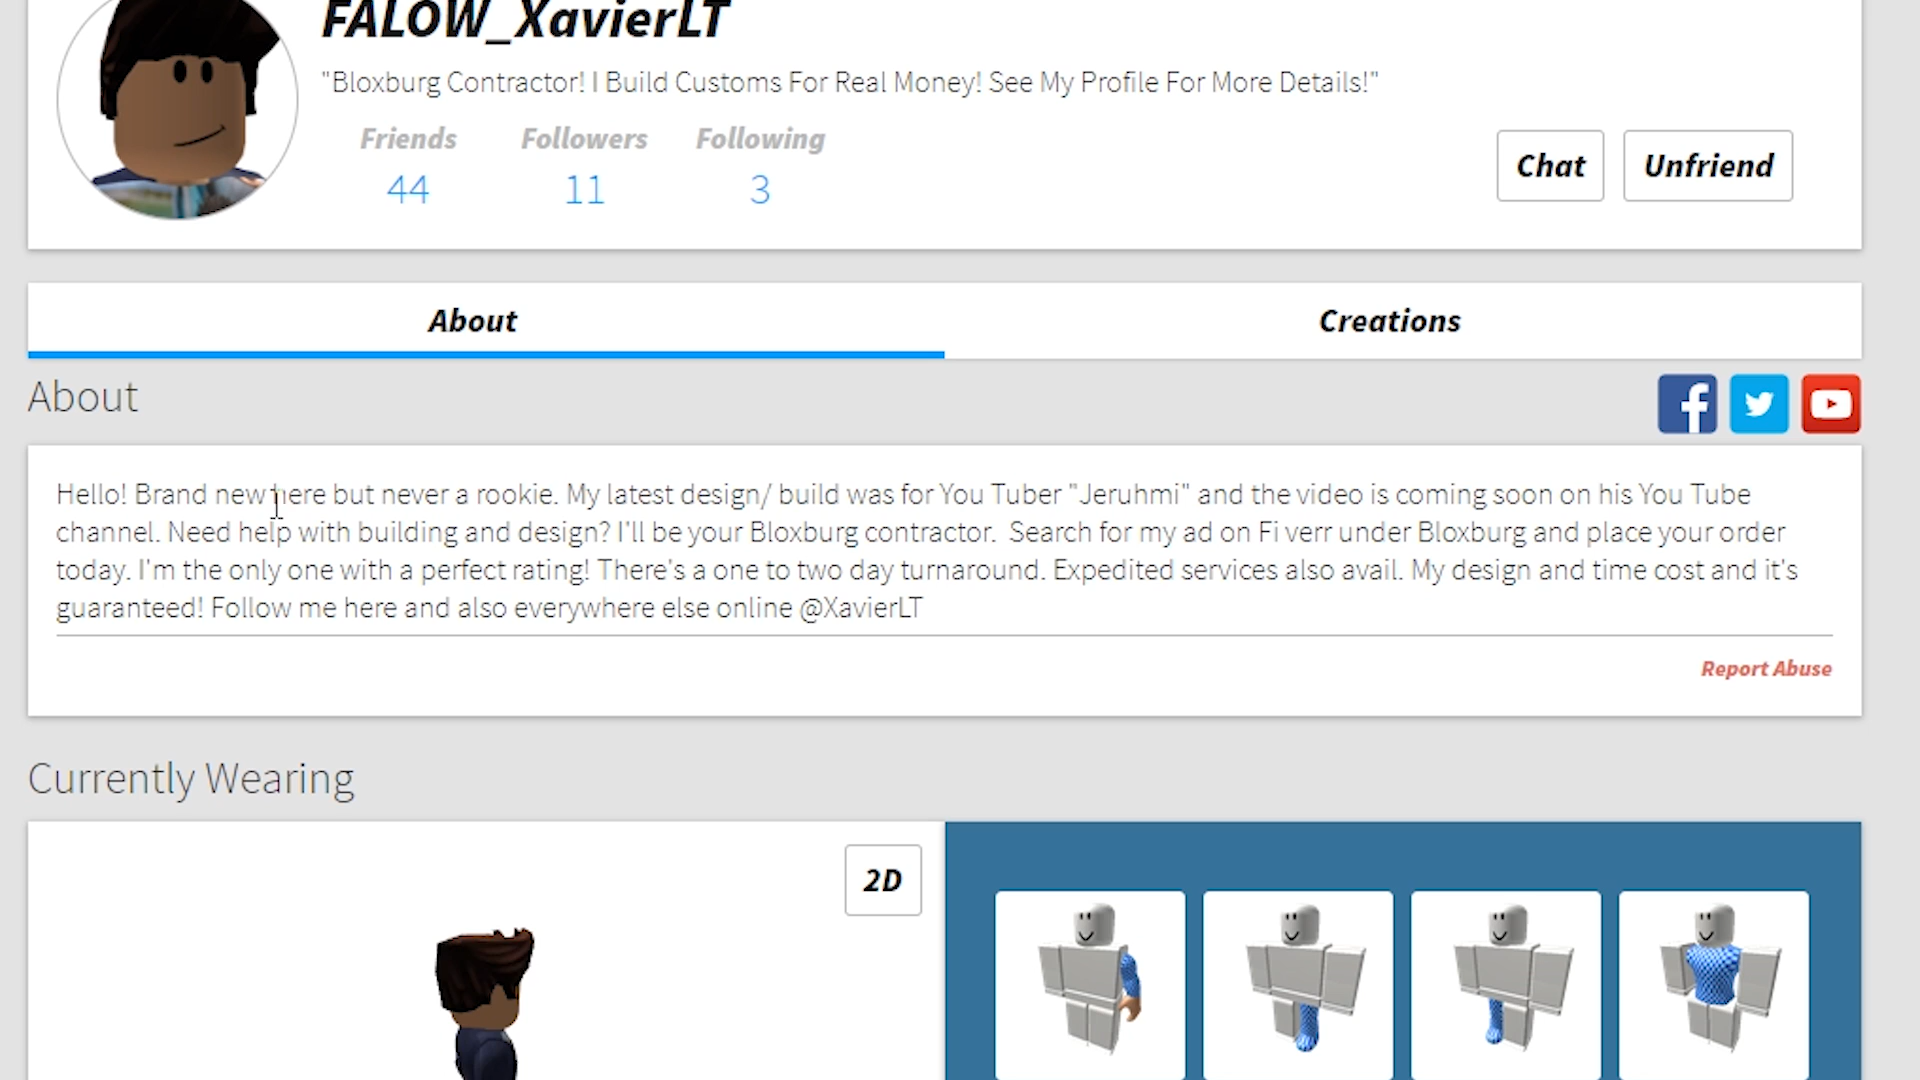 FALOW_XavierLT
"Bloxburg Contractor! I Build Customs For Real Money! See My Profile For More Details!"
Friends Followers Following
44 11 3
Chat Unfriend
About Creations
About
Hello! Brand new here but never a rookie. My latest design/ build was for You Tuber "Jeruhmi" and the video is coming soon on his You Tube
channel. Need help with building and design? I'll be your Bloxburg contractor.  Search for my ad on Fi verr under Bloxburg and place your order
today. I'm the only one with a perfect rating! There's a one to two day turnaround. Expedited services also avail. My design and time cost and it's
guaranteed! Follow me here and also everywhere else online @XavierLT
Report Abuse
Currently Wearing
2D